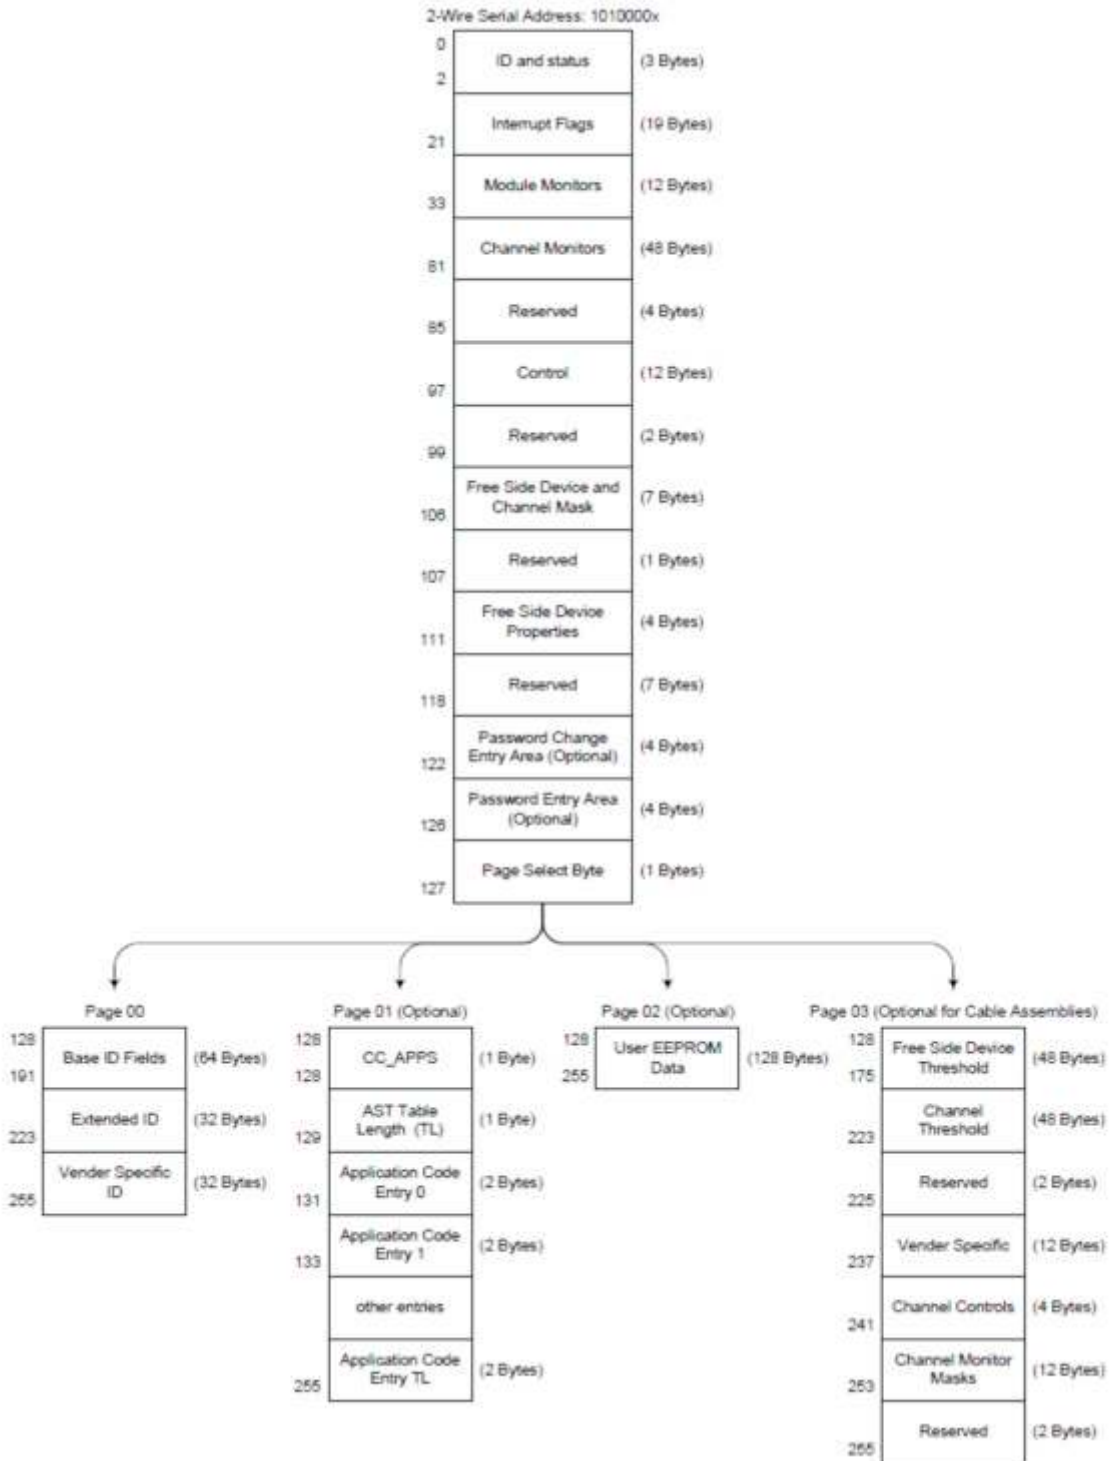 2-Wire Serial Address: 1010000x
0
ID and status
(3 Bytes)
2
Interrupt Flags
(19 Bytes)
21
Module Monitors
(12 Bytes)
33
Channel Monitors
(48 Bytes)
81
Reserved
(4 Bytes)
85
Control
(12 Bytes)
97
Reserved
(2 Bytes)
99
Free Side Device and
Channel Mask
(7 Bytes)
106
Reserved
(1 Bytes)
107
Free Side Device
Properties
(4 Bytes)
111
Reserved
(7 Bytes)
118
Password Change
Entry Area (Optional)
(4 Bytes)
122
Password Entry Area
(Optional)
(4 Bytes)
126
Page Select Byte
(1 Bytes)
127
Page 00
128
Base ID Fields
(64 Bytes)
191
Extended ID
(32 Bytes)
223
Vender Specific
ID
(32 Bytes)
255
Page 01 (Optional)
128
CC_APPS
(1 Byte)
128
AST Table
Length (TL)
(1 Byte)
129
Application Code
Entry 0
(2 Bytes)
131
Application Code
Entry 1
(2 Bytes)
133
other entries
Application Code
Entry TL
(2 Bytes)
255
Page 02 (Optional)
128
User EEPROM
Data
(128 Bytes)
255
Page 03 (Optional for Cable Assemblies)
128
Free Side Device
Threshold
(48 Bytes)
175
Channel
Threshold
(48 Bytes)
223
Reserved
(2 Bytes)
225
Vender Specific
(12 Bytes)
237
Channel Controls
(4 Bytes)
241
Channel Monitor
Masks
(12 Bytes)
253
Reserved
(2 Bytes)
255